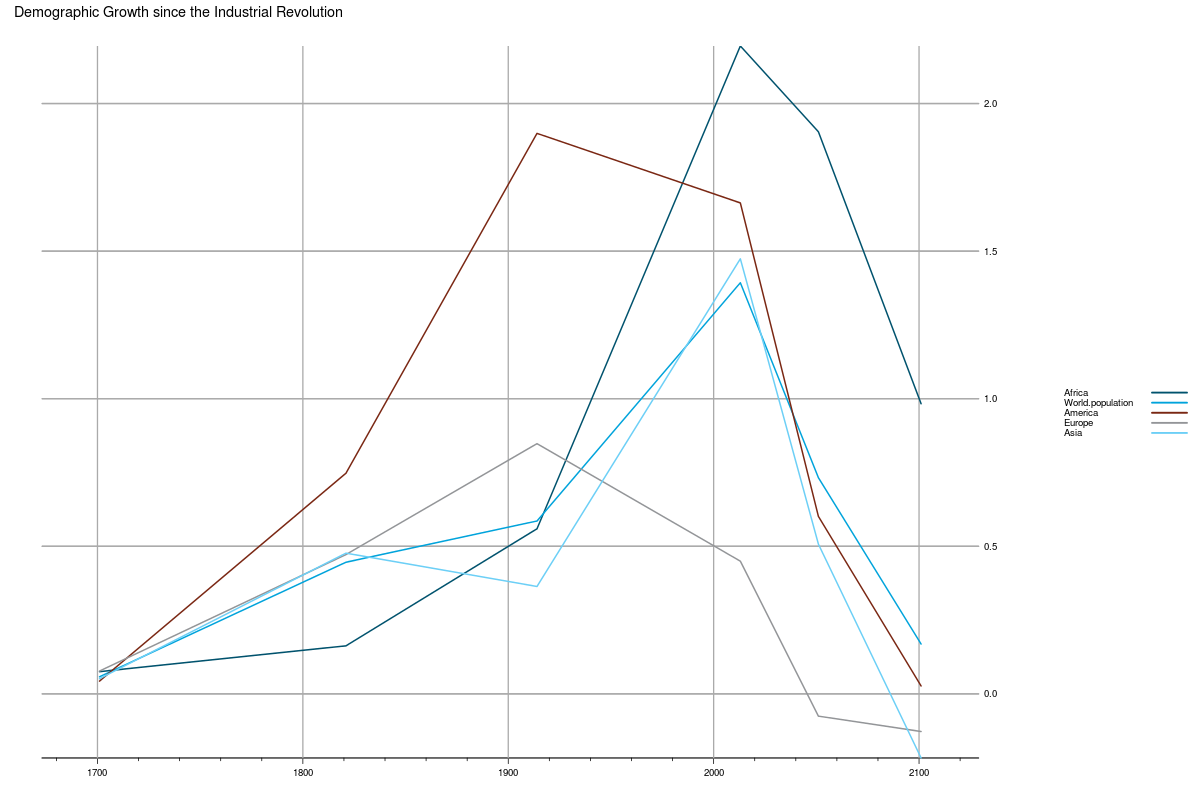 Demographic Growth since the Industrial Revolution
2.0
1.5
1.0
0.5
0.0
Africa
World.population
America
Europe
Asia
1700 1800 1900 2000 2100